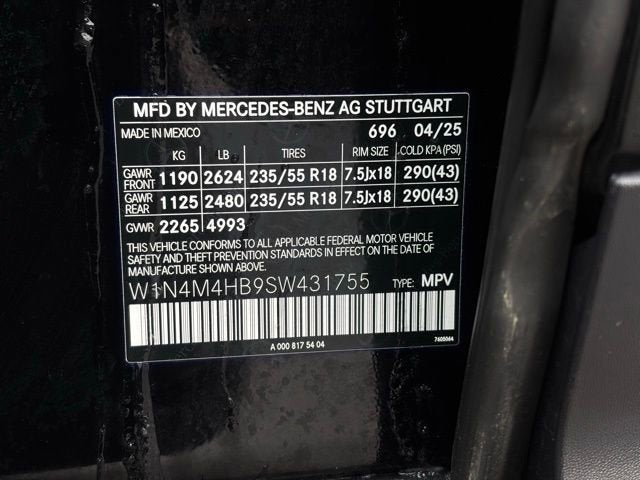 MFD BY MERCEDES-BENZ AG STUTTGART
MADE IN MEXICO 696 04/25
KG LB TIRES RIM SIZE COLD KPA(PSI)
GAWR FRONT 1190 2624 235/55 R18 7.5Jx18 290(43)
GAWR REAR 1125 2480 235/55 R18 7.5Jx18 290(43)
GVWR 2265 4993
THIS VEHICLE CONFORMS TO ALL APPLICABLE FEDERAL MOTOR VEHICLE
SAFETY AND THEFT PREVENTION STANDARDS IN EFFECT ON THE DATE
OF MANUFACTURE SHOWN ABOVE.
W1N4M4HB9SW431755 TYPE: MPV
A 000 817 54 04 7605064